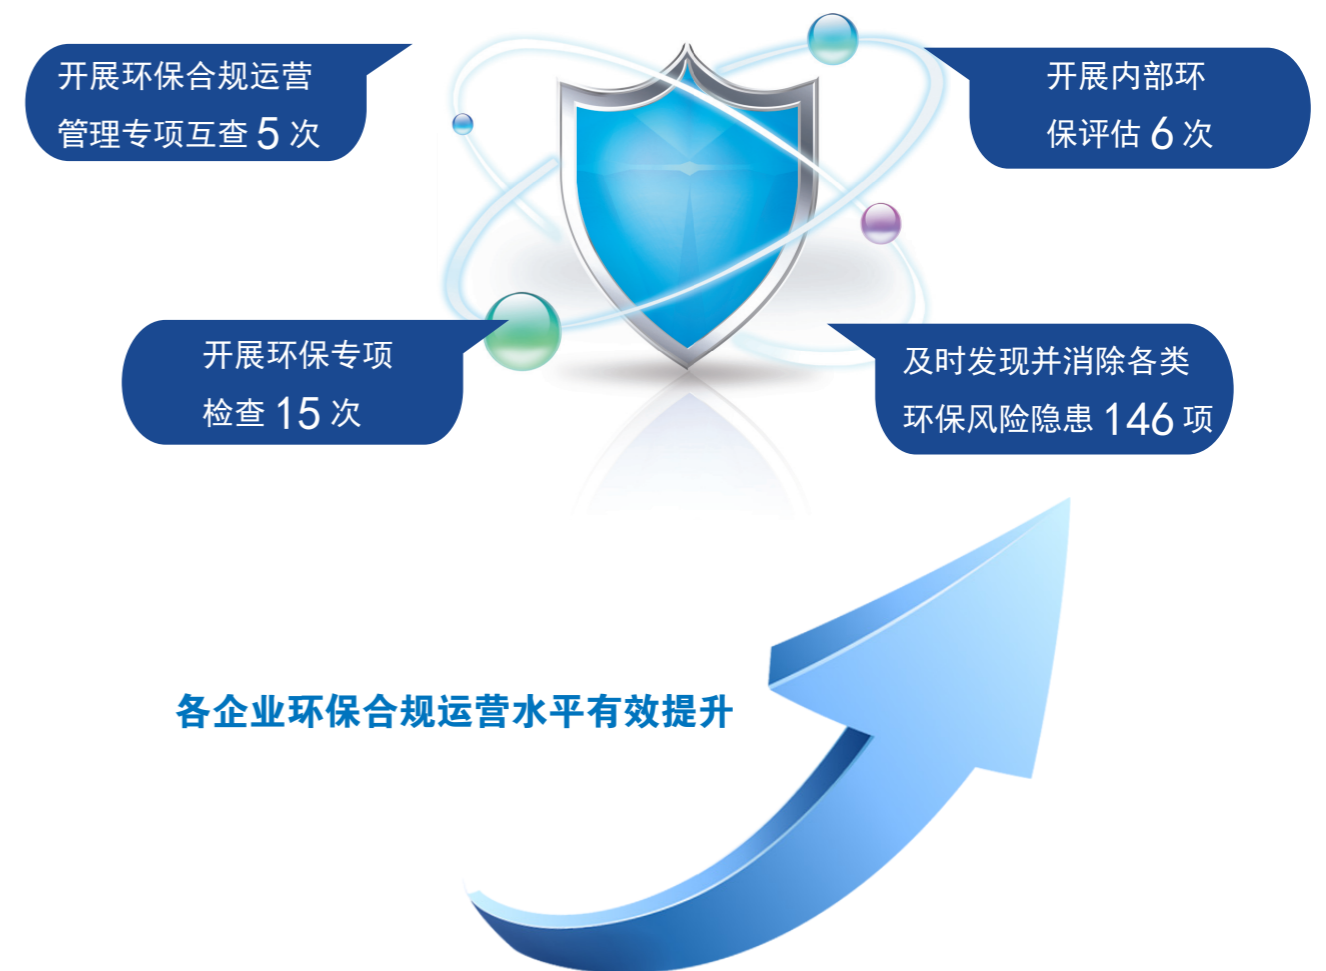 开展环保合规运营
管理专项互查 5 次
开展内部环
保评估 6 次
开展环保专项
检查 15 次
及时发现并消除各类
环保风险隐患 146 项
各企业环保合规运营水平有效提升